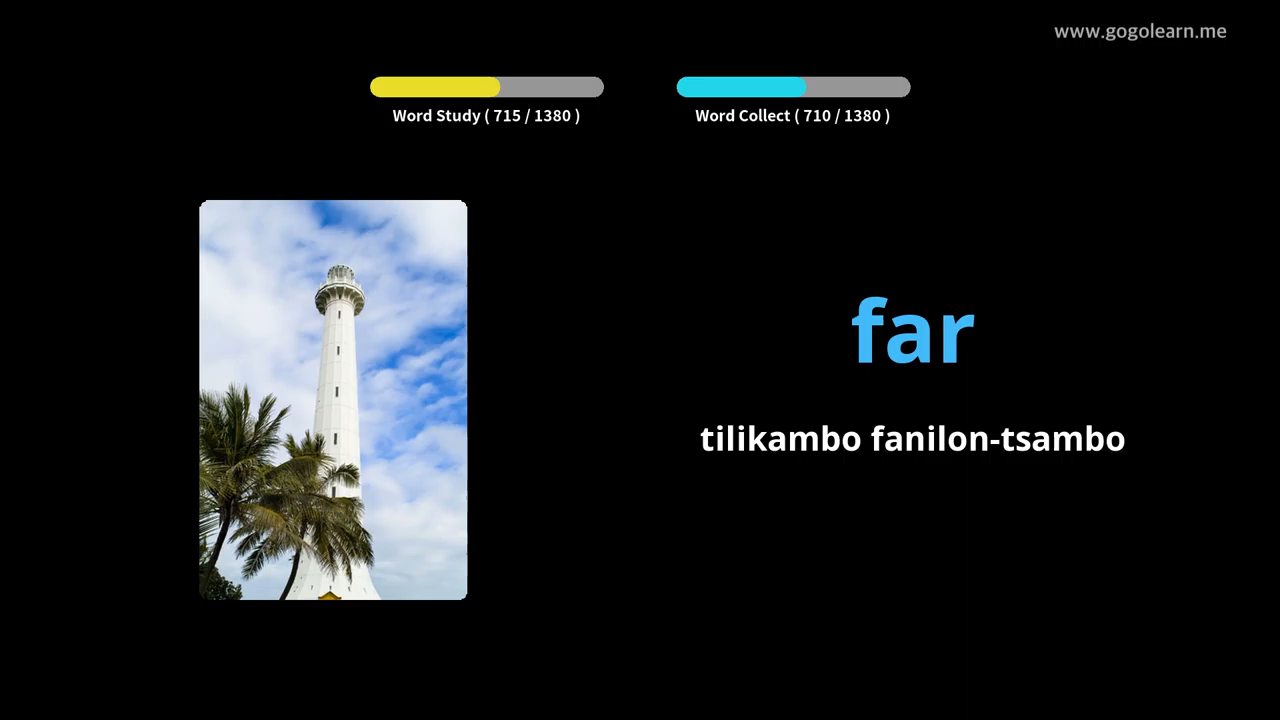 www.gogolearn.me
Word Study ( 715 / 1380 )
Word Collect ( 710 / 1380 )
far
tilikambo fanilon-tsambo